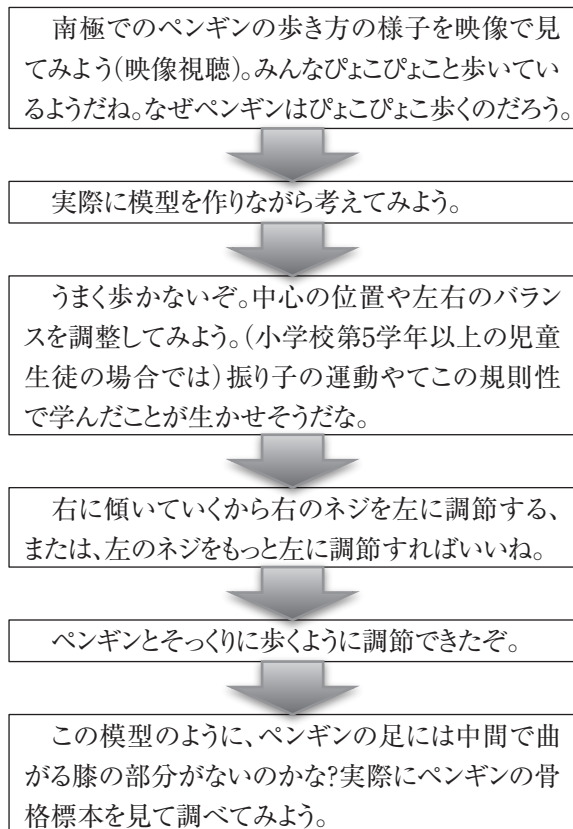 南極でのペンギンの歩き方の様子を映像で見
てみよう(映像視聴)。みんなぴょこぴょこと歩いてい
るようだね。なぜペンギンはぴょこぴょこ歩くのだろう。
実際に模型を作りながら考えてみよう。
うまく歩かないぞ。中心の位置や左右のバラン
スを調整してみよう。(小学校第5学年以上の児童
生徒の場合では)振り子の運動やてこの規則性
で学んだことが生かせそうだな。
右に傾いていくから右のネジを左に調節する、
または、左のネジをもっと左に調節すればいいね。
ペンギンとそっくりに歩くように調節できたぞ。
この模型のように、ペンギンの足には中間で曲
がる膝の部分がないのかな?実際にペンギンの骨
格標本を見て調べてみよう。